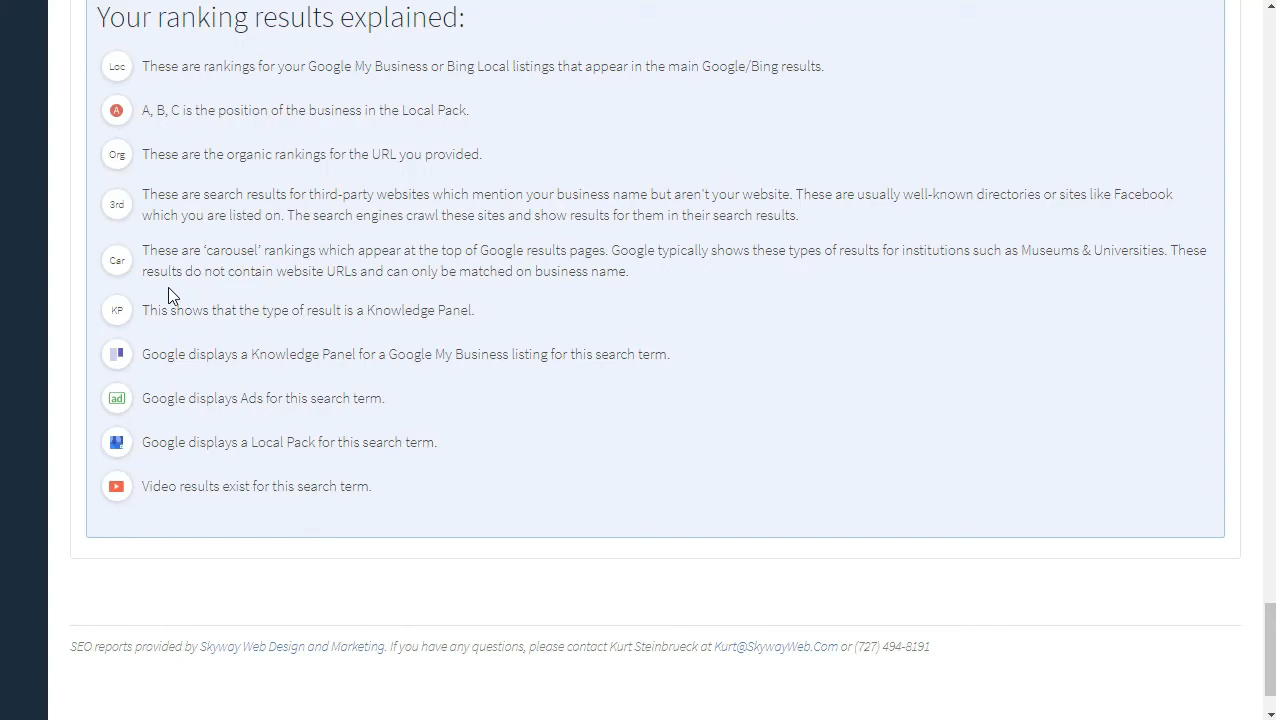 Your ranking results explained:
Loc These are rankings for your Google My Business or Bing Local listings that appear in the main Google/Bing results.
A A, B, C is the position of the business in the Local Pack.
Org These are the organic rankings for the URL you provided.
3rd These are search results for third-party websites which mention your business name but aren't your website. These are usually well-known directories or sites like Facebook
which you are listed on. The search engines crawl these sites and show results for them in their search results.
Car These are ‘carousel’ rankings which appear at the top of Google results pages. Google typically shows these types of results for institutions such as Museums & Universities. These
results do not contain website URLs and can only be matched on business name.
KP This shows that the type of result is a Knowledge Panel.
Google displays a Knowledge Panel for a Google My Business listing for this search term.
ad Google displays Ads for this search term.
Google displays a Local Pack for this search term.
Video results exist for this search term.
SEO reports provided by Skyway Web Design and Marketing. If you have any questions, please contact Kurt Steinbrueck at Kurt@SkywayWeb.Com or (727) 494-8191